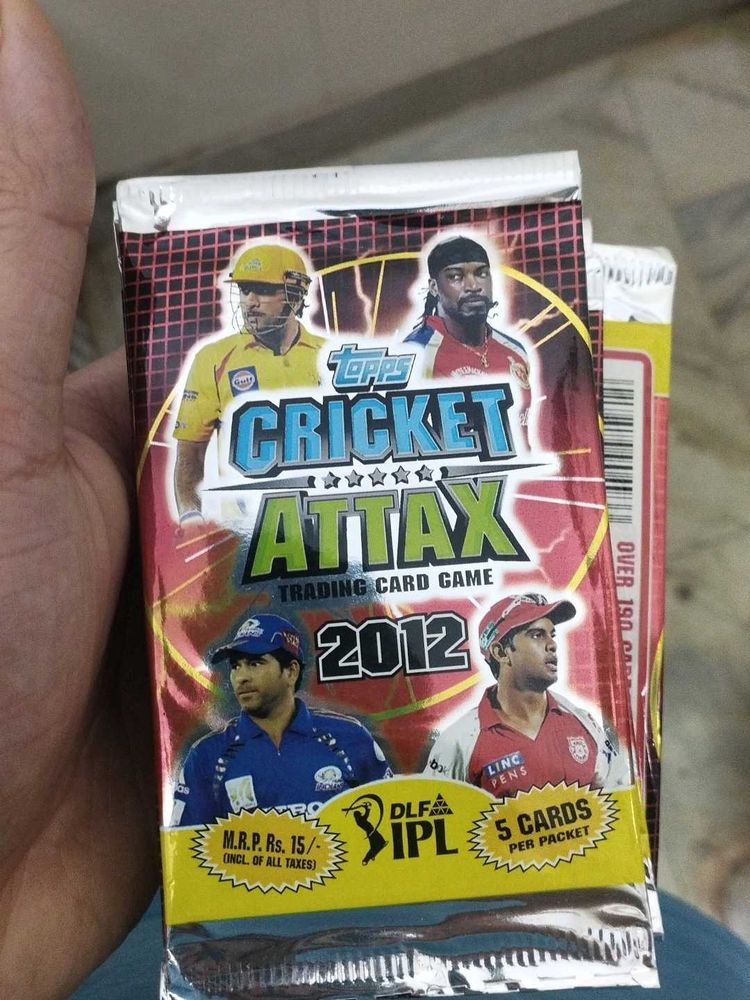 Gulf
TOPPS
CRICKET
ATTAX
TRADING CARD GAME
2012
LINC
PENS
M.R.P. Rs. 15/-
(INCL. OF ALL TAXES)
DLF
IPL
5 CARDS
PER PACKET
OVER 190